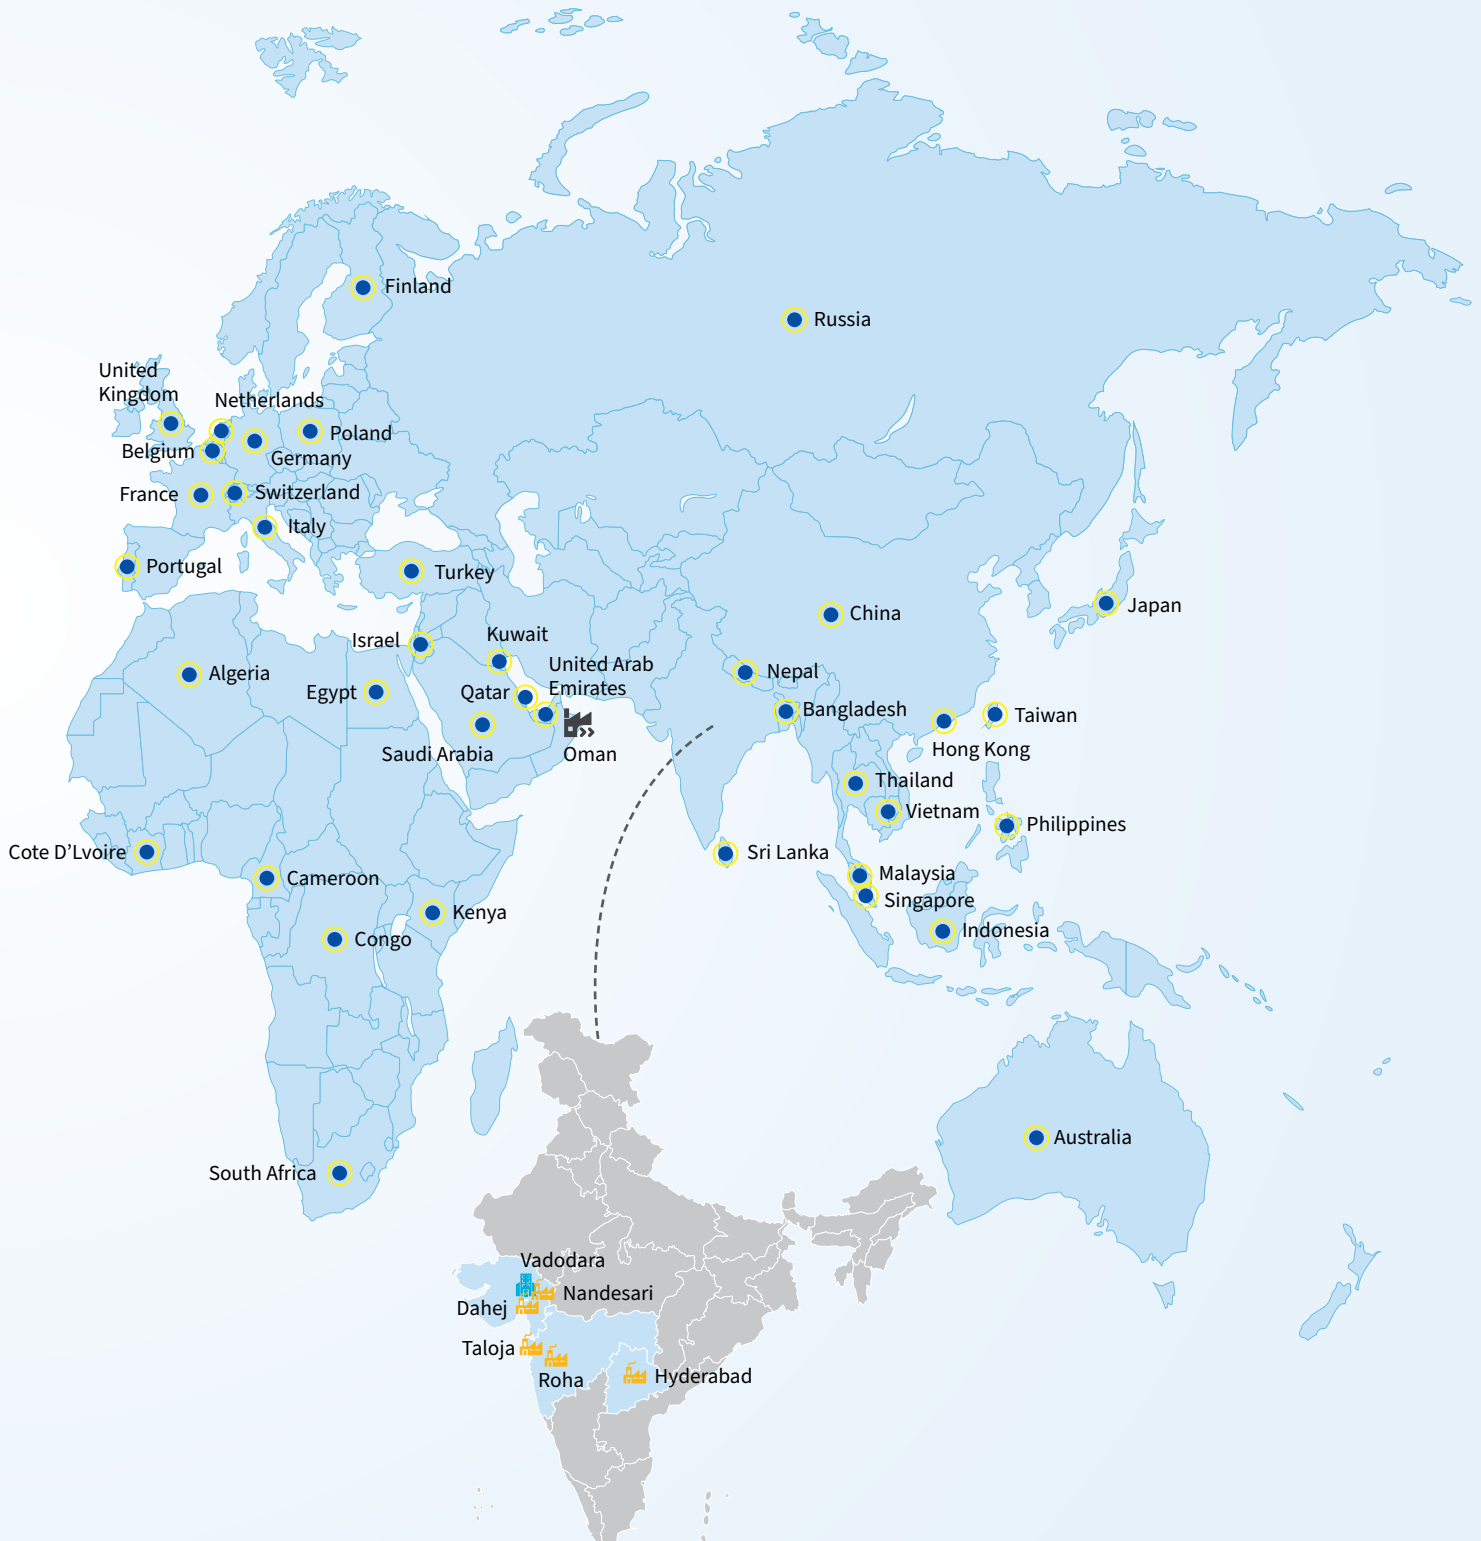 Finland
Russia
United
Kingdom
Netherlands
Poland
Belgium
Germany
France
Switzerland
Italy
Portugal
Turkey
China
Japan
Israel
Kuwait
United Arab
Emirates
Algeria
Nepal
Egypt
Qatar
Bangladesh
Taiwan
Saudi Arabia
Oman
Hong Kong
Thailand
Vietnam
Philippines
Cote D’Lvoire
Sri Lanka
Cameroon
Malaysia
Singapore
Kenya
Indonesia
Congo
Australia
South Africa
Vadodara
Nandesari
Dahej
Taloja
Roha
Hyderabad